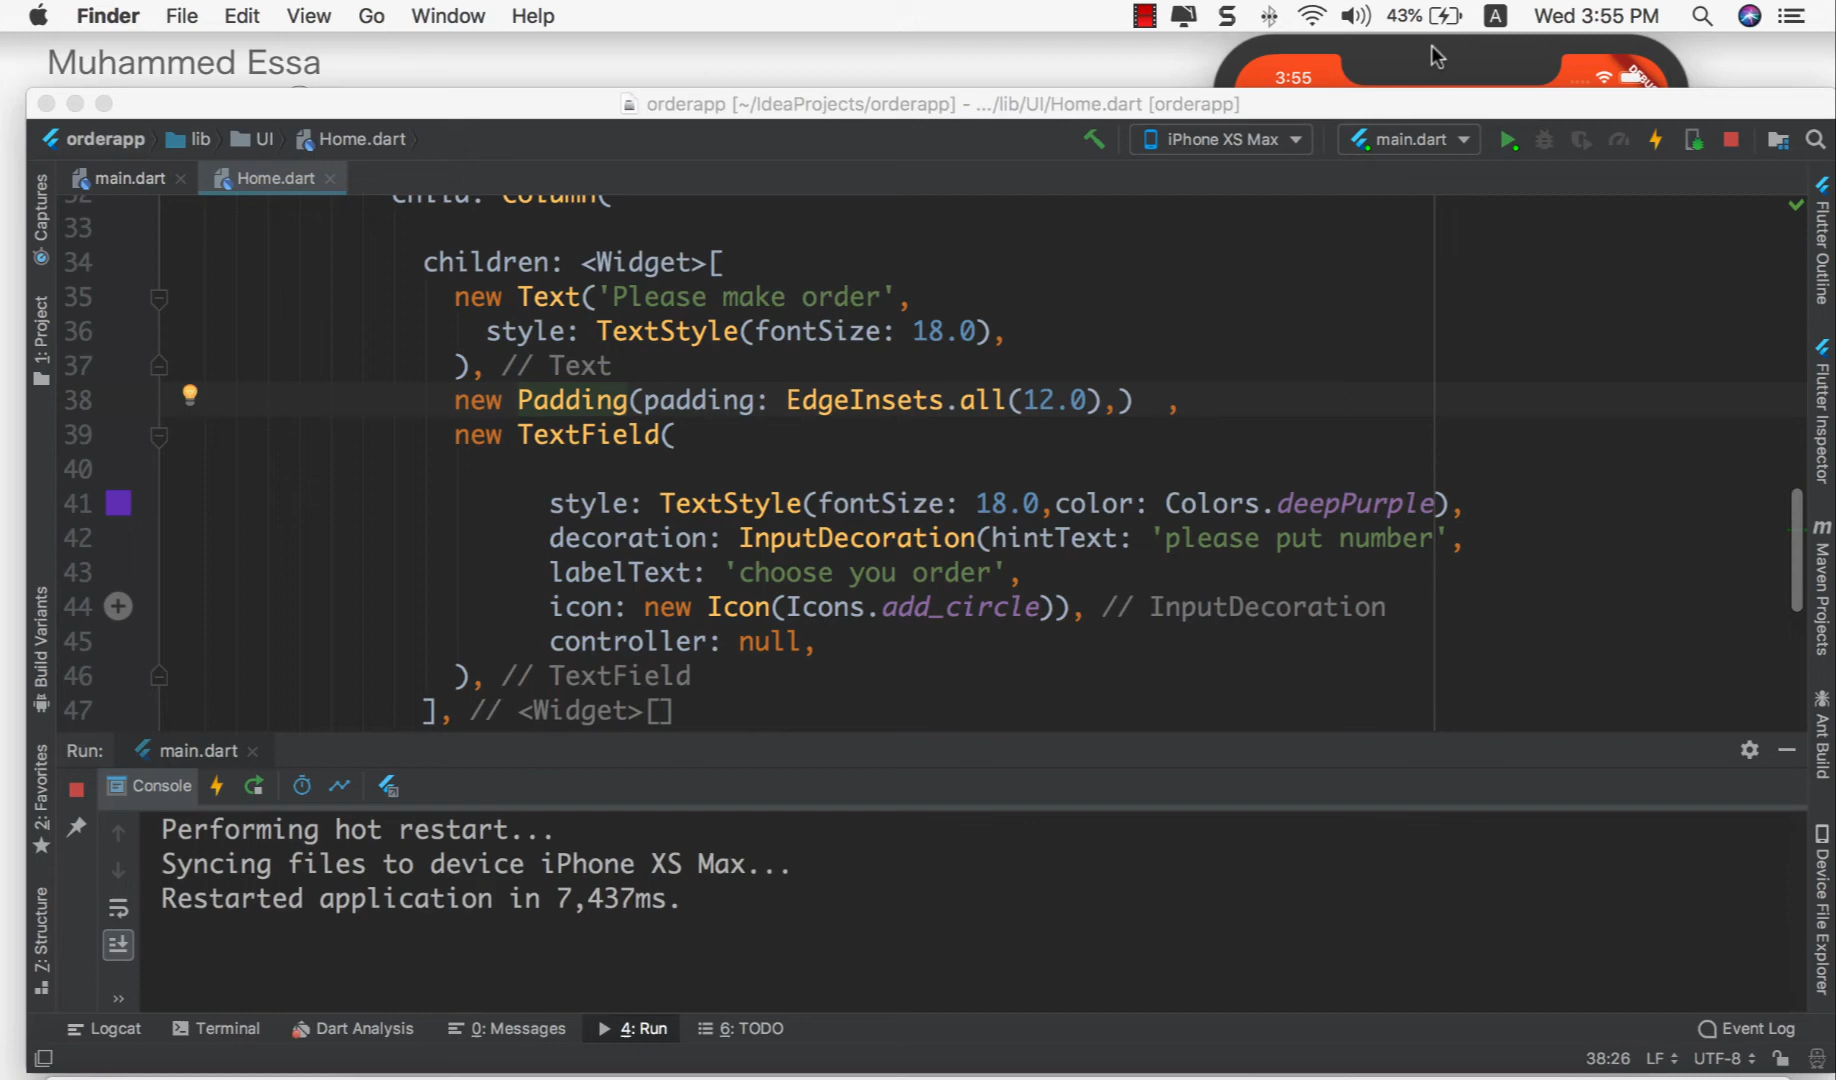 Finder File Edit View Go Window Help 43% A Wed 3:55 PM
Muhammed Essa
3:55 DEBUG
orderapp [~/IdeaProjects/orderapp] - .../lib/UI/Home.dart [orderapp]
orderapp lib UI Home.dart iPhone XS Max main.dart
main.dart Home.dart
32 child: Column(
33
34 children: <Widget>[
35 new Text('Please make order',
36 style: TextStyle(fontSize: 18.0),
37 ), // Text
38 new Padding(padding: EdgeInsets.all(12.0),) ,
39 new TextField(
40
41 style: TextStyle(fontSize: 18.0,color: Colors.deepPurple),
42 decoration: InputDecoration(hintText: 'please put number',
43 labelText: 'choose you order',
44 icon: new Icon(Icons.add_circle)), // InputDecoration
45 controller: null,
46 ), // TextField
47 ], // <Widget>[]
Captures
1: Project
Build Variants
2: Favorites
Z: Structure
Flutter Outline
Flutter Inspector
m Maven Projects
Ant Build
Device File Explorer
Run: main.dart
Console
Performing hot restart...
Syncing files to device iPhone XS Max...
Restarted application in 7,437ms.
Logcat Terminal Dart Analysis 0: Messages 4: Run 6: TODO Event Log
38:26 LF UTF-8